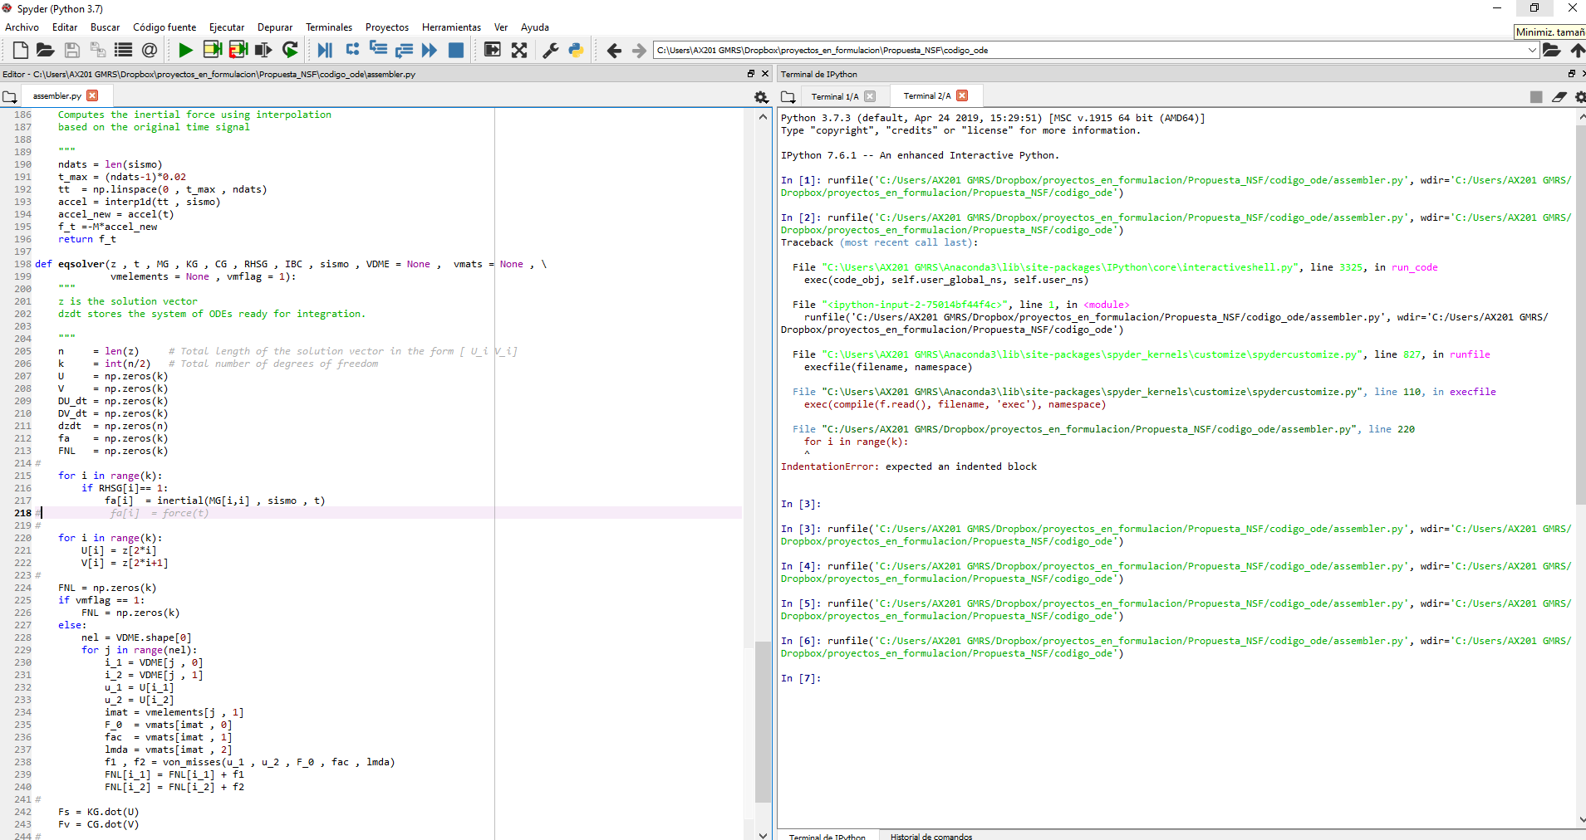 Spyder (Python 3.7)
Archivo Editar Buscar Código fuente Ejecutar Depurar Terminales Proyectos Herramientas Ver Ayuda
Minimiz. tamañ
C:\Users\AX201 GMRS\Dropbox\proyectos_en_formulacion\Propuesta_NSF\codigo_ode
Editor - C:\Users\AX201 GMRS\Dropbox\proyectos_en_formulacion\Propuesta_NSF\codigo_ode\assembler.py
assembler.py
186     Computes the inertial force using interpolation
187     based on the original time signal
188
189     """
190     ndats = len(sismo)
191     t_max = (ndats-1)*0.02
192     tt  = np.linspace(0 , t_max , ndats)
193     accel = interp1d(tt , sismo)
194     accel_new = accel(t)
195     f_t =-M*accel_new
196     return f_t
197
198 def eqsolver(z , t , MG , KG , CG , RHSG , IBC , sismo , VDME = None ,  vmats = None , \
199              vmelements = None , vmflag = 1):
200     """
201     z is the solution vector
202     dzdt stores the system of ODEs ready for integration.
203
204     """
205     n     = len(z)     # Total length of the solution vector in the form [ U_i V_i]
206     k     = int(n/2)   # Total number of degrees of freedom
207     U     = np.zeros(k)
208     V     = np.zeros(k)
209     DU_dt = np.zeros(k)
210     DV_dt = np.zeros(k)
211     dzdt  = np.zeros(n)
212     fa    = np.zeros(k)
213     FNL   = np.zeros(k)
214 #
215     for i in range(k):
216         if RHSG[i]== 1:
217             fa[i]  = inertial(MG[i,i] , sismo , t)
218 #            fa[i]  = force(t)
219 #
220     for i in range(k):
221         U[i] = z[2*i]
222         V[i] = z[2*i+1]
223 #
224     FNL = np.zeros(k)
225     if vmflag == 1:
226         FNL = np.zeros(k)
227     else:
228         nel = VDME.shape[0]
229         for j in range(nel):
230             i_1 = VDME[j , 0]
231             i_2 = VDME[j , 1]
232             u_1 = U[i_1]
233             u_2 = U[i_2]
234             imat = vmelements[j , 1]
235             F_0  = vmats[imat , 0]
236             fac  = vmats[imat , 1]
237             lmda = vmats[imat , 2]
238             f1 , f2 = von_misses(u_1 , u_2 , F_0 , fac , lmda)
239             FNL[i_1] = FNL[i_1] + f1
240             FNL[i_2] = FNL[i_2] + f2
241 #
242     Fs = KG.dot(U)
243     Fv = CG.dot(V)
244 #
Terminal de IPython
Terminal 1/A Terminal 2/A
Python 3.7.3 (default, Apr 24 2019, 15:29:51) [MSC v.1915 64 bit (AMD64)]
Type "copyright", "credits" or "license" for more information.
IPython 7.6.1 -- An enhanced Interactive Python.
In [1]: runfile('C:/Users/AX201 GMRS/Dropbox/proyectos_en_formulacion/Propuesta_NSF/codigo_ode/assembler.py', wdir='C:/Users/AX201 GMRS/
Dropbox/proyectos_en_formulacion/Propuesta_NSF/codigo_ode')
In [2]: runfile('C:/Users/AX201 GMRS/Dropbox/proyectos_en_formulacion/Propuesta_NSF/codigo_ode/assembler.py', wdir='C:/Users/AX201 GMRS/
Dropbox/proyectos_en_formulacion/Propuesta_NSF/codigo_ode')
Traceback (most recent call last):
File "C:\Users\AX201 GMRS\Anaconda3\lib\site-packages\IPython\core\interactiveshell.py", line 3325, in run_code
exec(code_obj, self.user_global_ns, self.user_ns)
File "<ipython-input-2-75014bf44f4c>", line 1, in <module>
runfile('C:/Users/AX201 GMRS/Dropbox/proyectos_en_formulacion/Propuesta_NSF/codigo_ode/assembler.py', wdir='C:/Users/AX201 GMRS/
Dropbox/proyectos_en_formulacion/Propuesta_NSF/codigo_ode')
File "C:\Users\AX201 GMRS\Anaconda3\lib\site-packages\spyder_kernels\customize\spydercustomize.py", line 827, in runfile
execfile(filename, namespace)
File "C:\Users\AX201 GMRS\Anaconda3\lib\site-packages\spyder_kernels\customize\spydercustomize.py", line 110, in execfile
exec(compile(f.read(), filename, 'exec'), namespace)
File "C:/Users/AX201 GMRS/Dropbox/proyectos_en_formulacion/Propuesta_NSF/codigo_ode/assembler.py", line 220
for i in range(k):
^
IndentationError: expected an indented block
In [3]:
In [3]: runfile('C:/Users/AX201 GMRS/Dropbox/proyectos_en_formulacion/Propuesta_NSF/codigo_ode/assembler.py', wdir='C:/Users/AX201 GMRS/
Dropbox/proyectos_en_formulacion/Propuesta_NSF/codigo_ode')
In [4]: runfile('C:/Users/AX201 GMRS/Dropbox/proyectos_en_formulacion/Propuesta_NSF/codigo_ode/assembler.py', wdir='C:/Users/AX201 GMRS/
Dropbox/proyectos_en_formulacion/Propuesta_NSF/codigo_ode')
In [5]: runfile('C:/Users/AX201 GMRS/Dropbox/proyectos_en_formulacion/Propuesta_NSF/codigo_ode/assembler.py', wdir='C:/Users/AX201 GMRS/
Dropbox/proyectos_en_formulacion/Propuesta_NSF/codigo_ode')
In [6]: runfile('C:/Users/AX201 GMRS/Dropbox/proyectos_en_formulacion/Propuesta_NSF/codigo_ode/assembler.py', wdir='C:/Users/AX201 GMRS/
Dropbox/proyectos_en_formulacion/Propuesta_NSF/codigo_ode')
In [7]:
Terminal de IPython Historial de comandos